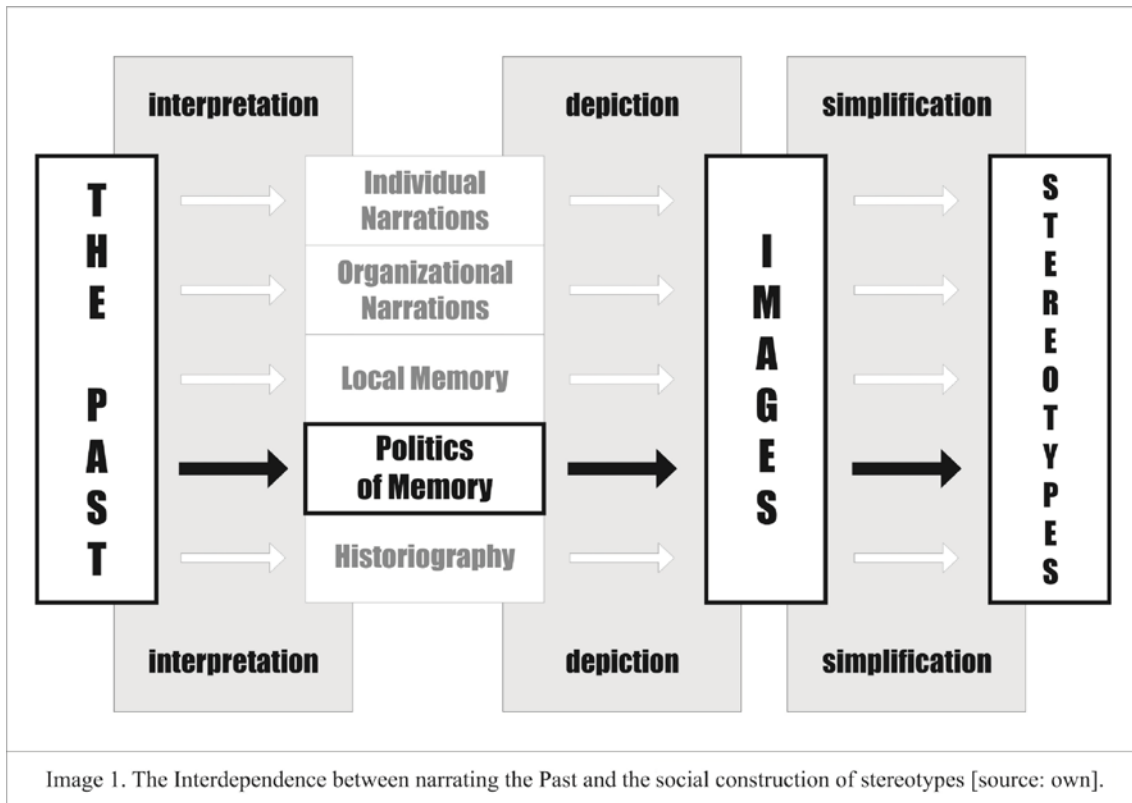 interpretation
depiction
simplification
THE PAST
Individual
Narrations
Organizational
Narrations
Local Memory
Politics
of Memory
Historiography
IMAGES
STEREOTYPES
interpretation
depiction
simplification
Image 1. The Interdependence between narrating the Past and the social construction of stereotypes [source: own].